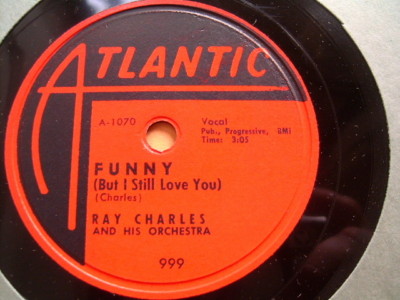 ATLANTIC
A-1070
Vocal
Pub., Progressive, BMI
Time: 3:05
FUNNY
(But I Still Love You)
(Charles)
RAY CHARLES
AND HIS ORCHESTRA
999